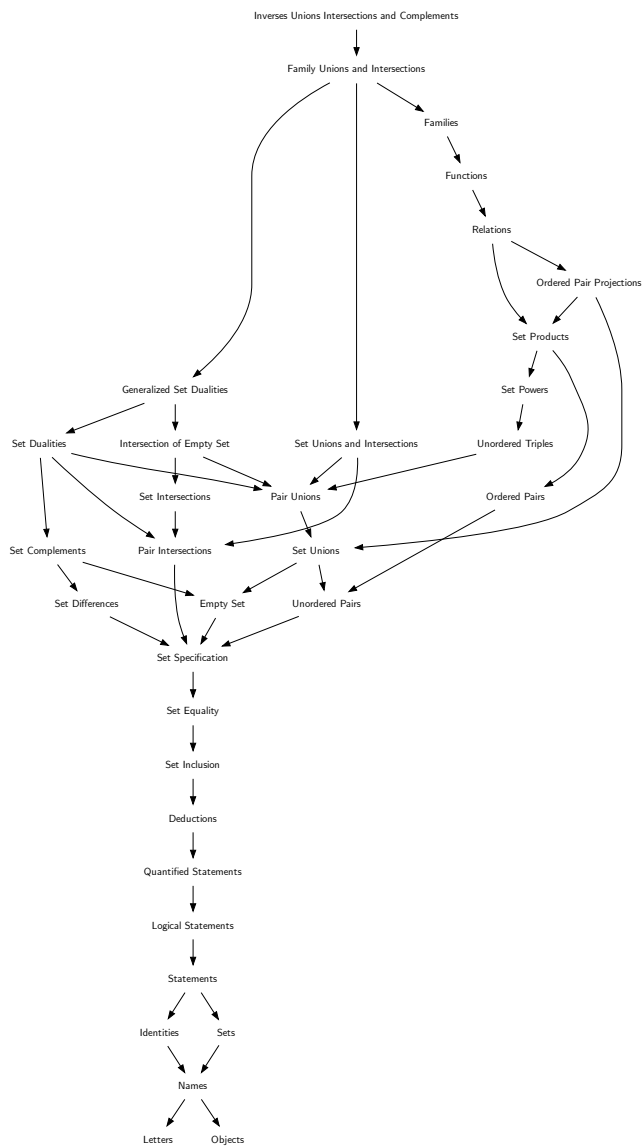 Inverses Unions Intersections and Complements
Family Unions and Intersections
Families
Functions
Relations
Ordered Pair Projections
Set Products
Generalized Set Dualities
Set Powers
Set Dualities
Intersection of Empty Set
Set Unions and Intersections
Unordered Triples
Set Intersections
Pair Unions
Ordered Pairs
Set Complements
Pair Intersections
Set Unions
Set Differences
Empty Set
Unordered Pairs
Set Specification
Set Equality
Set Inclusion
Deductions
Quantified Statements
Logical Statements
Statements
Identities
Sets
Names
Letters
Objects